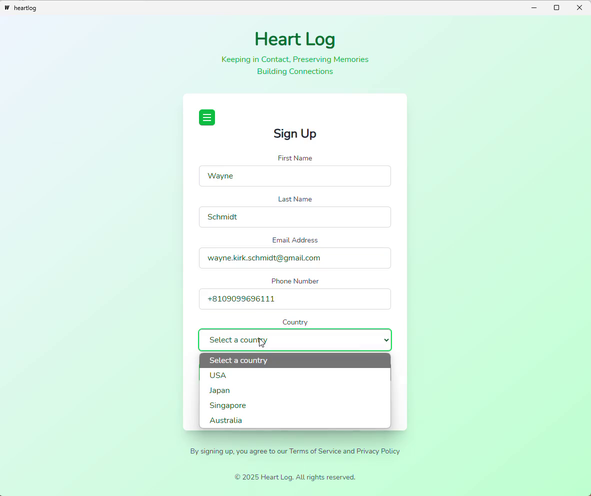 heartlog
Heart Log
Keeping in Contact, Preserving Memories
Building Connections
Sign Up
First Name
Wayne
Last Name
Schmidt
Email Address
wayne.kirk.schmidt@gmail.com
Phone Number
+8109099696111
Country
Select a country
Select a country
USA
Japan
Singapore
Australia
By signing up, you agree to our Terms of Service and Privacy Policy
© 2025 Heart Log. All rights reserved.